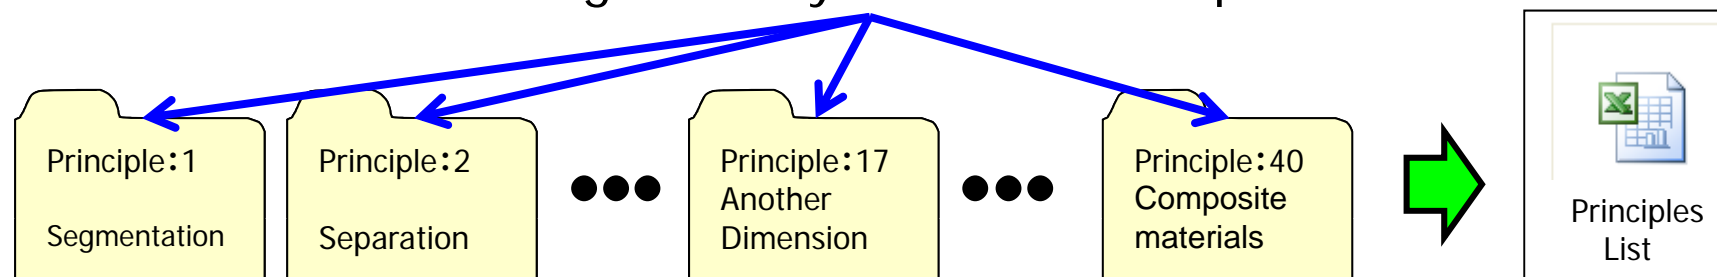 Principle:1
Segmentation
Principle:2
Separation
Principle:17
Another
Dimension
Principle:40
Composite
materials
Principles
List